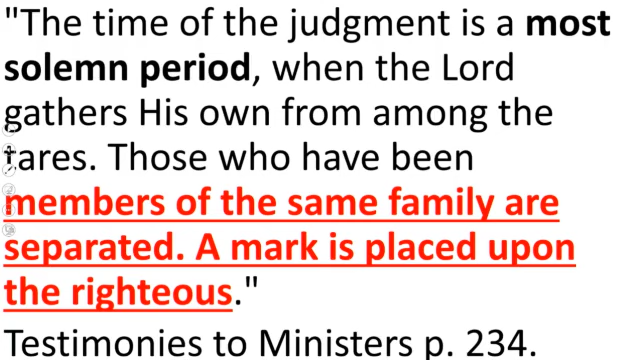 "The time of the judgment is a most
solemn period, when the Lord
gathers His own from among the
tares. Those who have been
members of the same family are
separated. A mark is placed upon
the righteous."
Testimonies to Ministers p. 234.